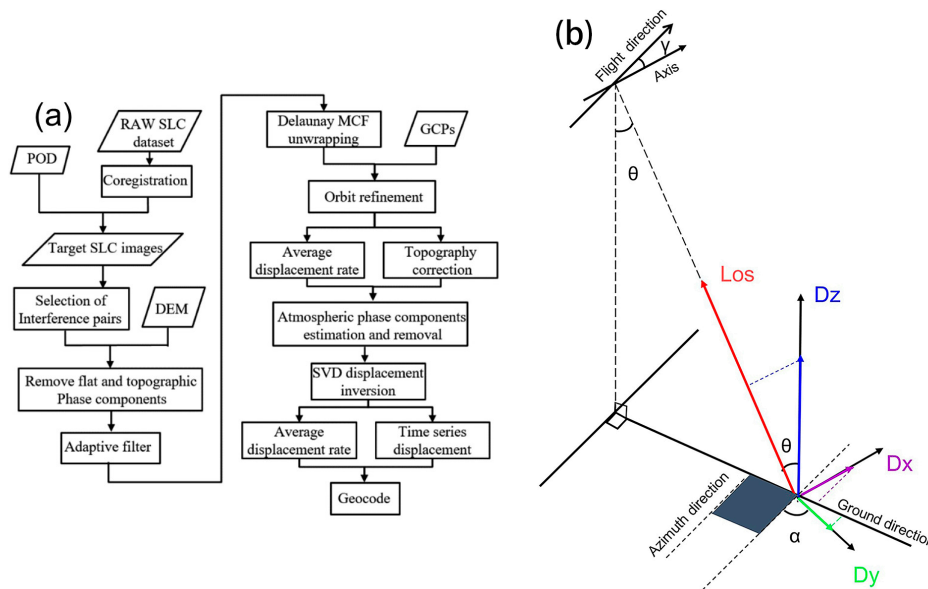 (a)
RAW SLC
dataset
POD
Coregistration
Target SLC images
Selection of
Interference pairs
DEM
Remove flat and topographic
Phase components
Adaptive filter
Delaunay MCF
unwrapping
GCPs
Orbit refinement
Average
displacement rate
Topography
correction
Atmospheric phase components
estimation and removal
SVD displacement
inversion
Average
displacement rate
Time series
displacement
Geocode
(b)
Flight direction
γ
Axis
θ
Los
Dz
θ
Dx
Azimuth direction
α
Ground direction
Dy